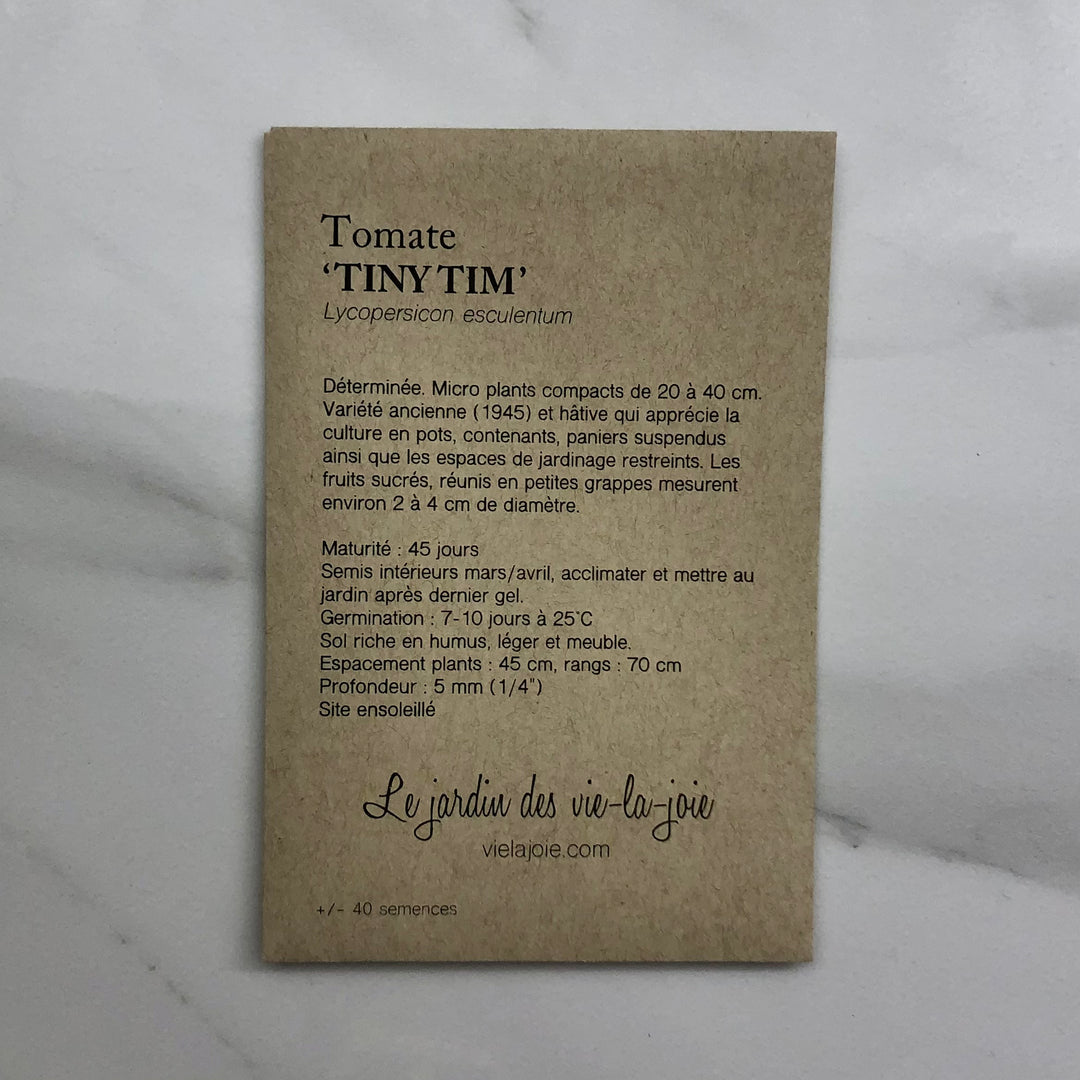 Tomate
‘TINY TIM’
Lycopersicon esculentum
Déterminée. Micro plants compacts de 20 à 40 cm.
Variété ancienne (1945) et hâtive qui apprécie la
culture en pots, contenants, paniers suspendus
ainsi que les espaces de jardinage restreints. Les
fruits sucrés, réunis en petites grappes mesurent
environ 2 à 4 cm de diamètre.
Maturité : 45 jours
Semis intérieurs mars/avril, acclimater et mettre au
jardin après dernier gel.
Germination : 7-10 jours à 25°C
Sol riche en humus, léger et meuble.
Espacement plants : 45 cm, rangs : 70 cm
Profondeur : 5 mm (1/4")
Site ensoleillé
Le jardin des vie-la-joie
vielajoie.com
+/- 40 semences